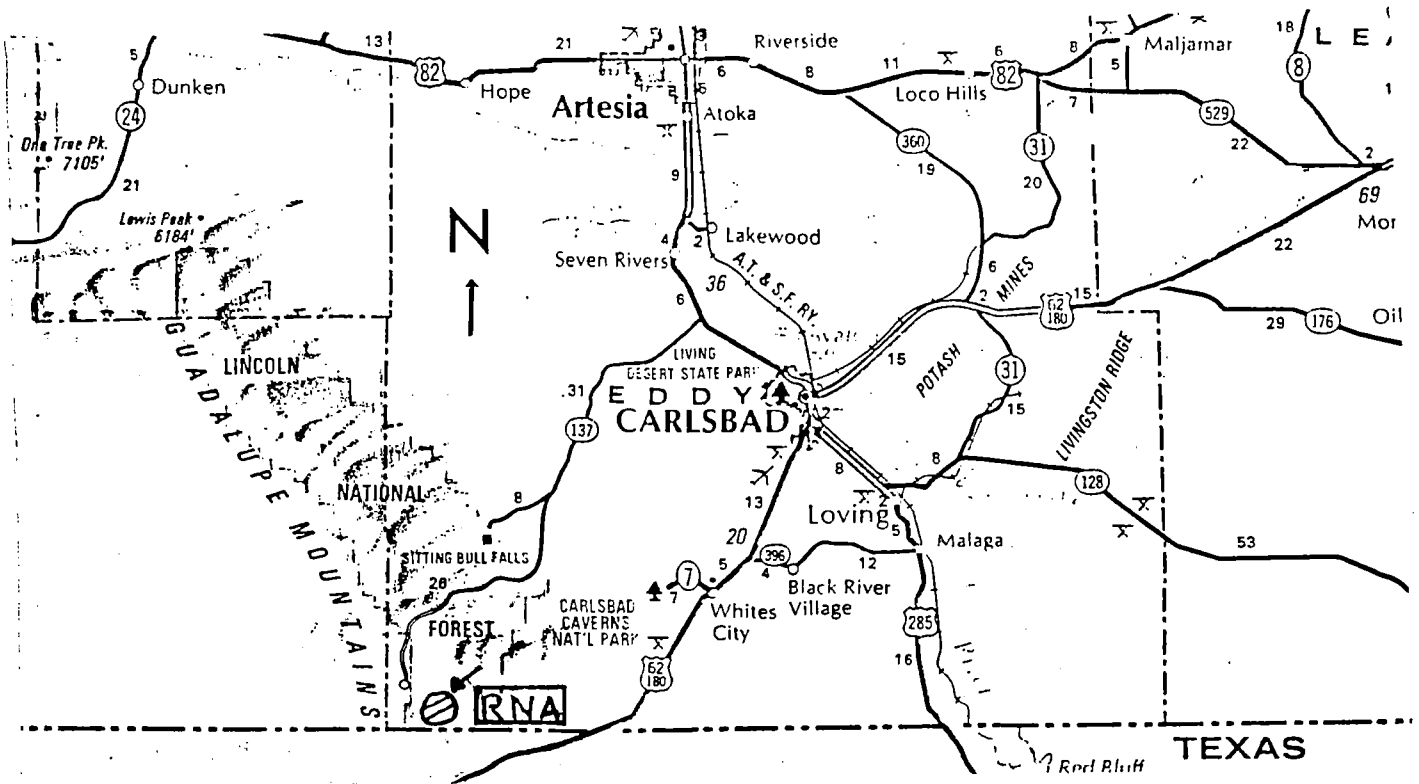 13
21
Riverside
6
8
Maljamar
18
L E
5
82
6
8
11
82
5
8
Dunken
Hope
Artesia
Atoka
Loco Hills
7
529
24
One Tree Pk.
7105'
360
31
22
2
21
9
19
20
69
Mor
Lewis Peak
6184'
N
4
2
Lakewood
Seven Rivers
36
A.T. & S.F. RY.
6
MINES
22
6
2
62
180
15
29
176
Oil
GUADALUPE MOUNTAINS
LINCOLN
LIVING
DESERT STATE PARK
15
POTASH
31
LIVINGSTON RIDGE
31
EDDY
CARLSBAD
2
15
137
8
8
128
NATIONAL
8
13
Loving
5
Malaga
53
SITTING BULL FALLS
20
396
12
28
5
4
7
7
Black River
Village
Whites
City
CARLSBAD
CAVERNS
NAT'L PARK
FOREST
285
62
180
16
RNA
TEXAS
Red Bluff